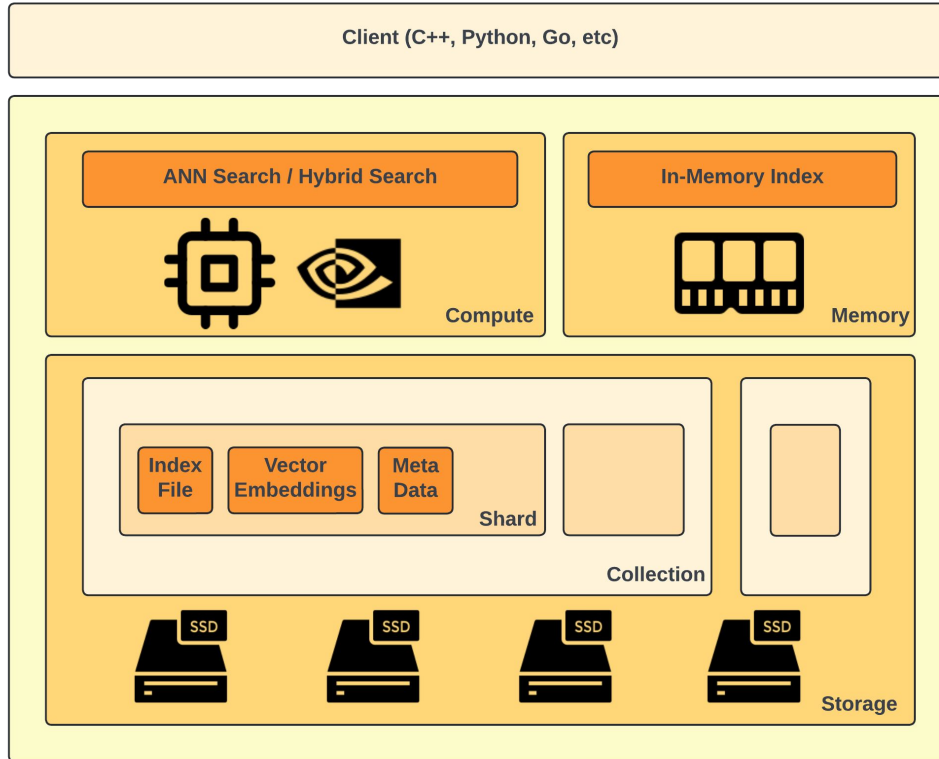 Client (C++, Python, Go, etc)
ANN Search / Hybrid Search
Compute
In-Memory Index
Memory
Index
File
Vector
Embeddings
Meta
Data
Shard
Collection
SSD
SSD
SSD
SSD
Storage